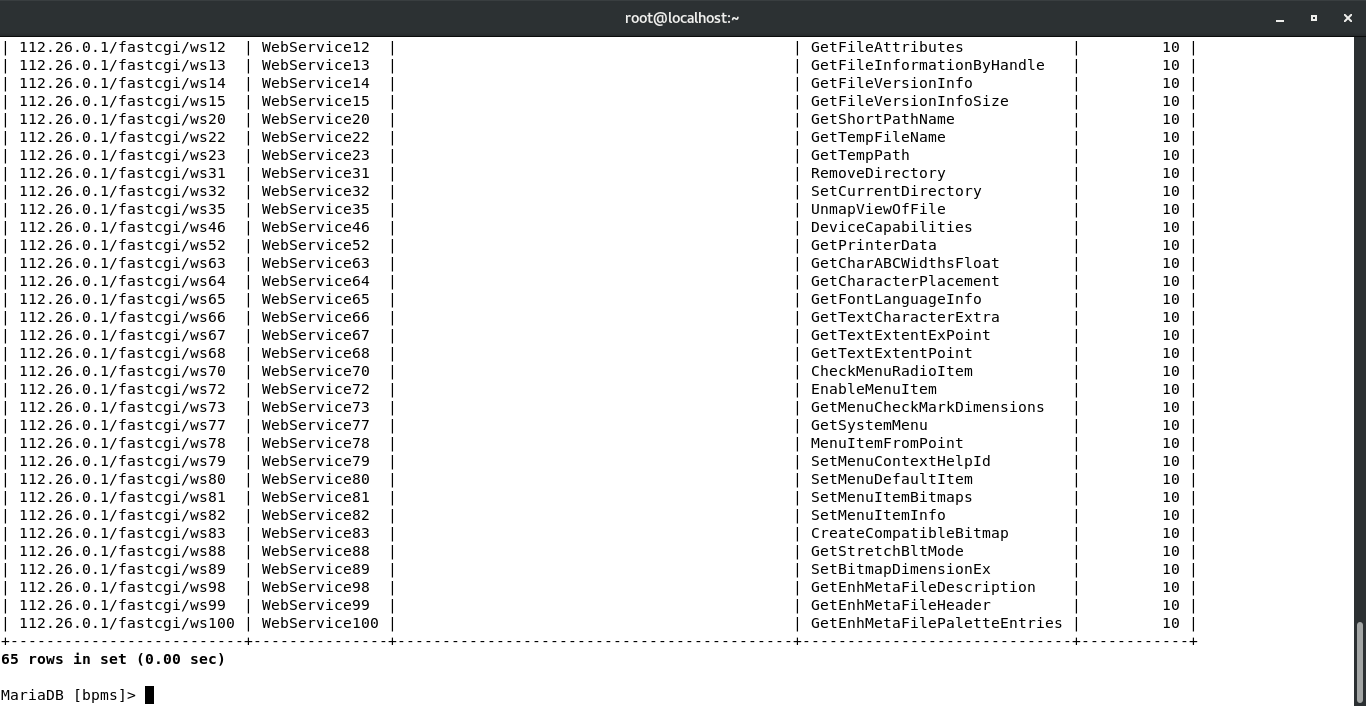 root@localhost:~
| 112.26.0.1/fastcgi/ws12 | WebService12 | | GetFileAttributes | 10 |
| 112.26.0.1/fastcgi/ws13 | WebService13 | | GetFileInformationByHandle | 10 |
| 112.26.0.1/fastcgi/ws14 | WebService14 | | GetFileVersionInfo | 10 |
| 112.26.0.1/fastcgi/ws15 | WebService15 | | GetFileVersionInfoSize | 10 |
| 112.26.0.1/fastcgi/ws20 | WebService20 | | GetShortPathName | 10 |
| 112.26.0.1/fastcgi/ws22 | WebService22 | | GetTempFileName | 10 |
| 112.26.0.1/fastcgi/ws23 | WebService23 | | GetTempPath | 10 |
| 112.26.0.1/fastcgi/ws31 | WebService31 | | RemoveDirectory | 10 |
| 112.26.0.1/fastcgi/ws32 | WebService32 | | SetCurrentDirectory | 10 |
| 112.26.0.1/fastcgi/ws35 | WebService35 | | UnmapViewOfFile | 10 |
| 112.26.0.1/fastcgi/ws46 | WebService46 | | DeviceCapabilities | 10 |
| 112.26.0.1/fastcgi/ws52 | WebService52 | | GetPrinterData | 10 |
| 112.26.0.1/fastcgi/ws63 | WebService63 | | GetCharABCWidthsFloat | 10 |
| 112.26.0.1/fastcgi/ws64 | WebService64 | | GetCharacterPlacement | 10 |
| 112.26.0.1/fastcgi/ws65 | WebService65 | | GetFontLanguageInfo | 10 |
| 112.26.0.1/fastcgi/ws66 | WebService66 | | GetTextCharacterExtra | 10 |
| 112.26.0.1/fastcgi/ws67 | WebService67 | | GetTextExtentExPoint | 10 |
| 112.26.0.1/fastcgi/ws68 | WebService68 | | GetTextExtentPoint | 10 |
| 112.26.0.1/fastcgi/ws70 | WebService70 | | CheckMenuRadioItem | 10 |
| 112.26.0.1/fastcgi/ws72 | WebService72 | | EnableMenuItem | 10 |
| 112.26.0.1/fastcgi/ws73 | WebService73 | | GetMenuCheckMarkDimensions | 10 |
| 112.26.0.1/fastcgi/ws77 | WebService77 | | GetSystemMenu | 10 |
| 112.26.0.1/fastcgi/ws78 | WebService78 | | MenuItemFromPoint | 10 |
| 112.26.0.1/fastcgi/ws79 | WebService79 | | SetMenuContextHelpId | 10 |
| 112.26.0.1/fastcgi/ws80 | WebService80 | | SetMenuDefaultItem | 10 |
| 112.26.0.1/fastcgi/ws81 | WebService81 | | SetMenuItemBitmaps | 10 |
| 112.26.0.1/fastcgi/ws82 | WebService82 | | SetMenuItemInfo | 10 |
| 112.26.0.1/fastcgi/ws83 | WebService83 | | CreateCompatibleBitmap | 10 |
| 112.26.0.1/fastcgi/ws88 | WebService88 | | GetStretchBltMode | 10 |
| 112.26.0.1/fastcgi/ws89 | WebService89 | | SetBitmapDimensionEx | 10 |
| 112.26.0.1/fastcgi/ws98 | WebService98 | | GetEnhMetaFileDescription | 10 |
| 112.26.0.1/fastcgi/ws99 | WebService99 | | GetEnhMetaFileHeader | 10 |
| 112.26.0.1/fastcgi/ws100 | WebService100 | | GetEnhMetaFilePaletteEntries | 10 |
+--------------------------+---------------+--------------------------------------------+------------------------------+------------+
65 rows in set (0.00 sec)
MariaDB [bpms]>